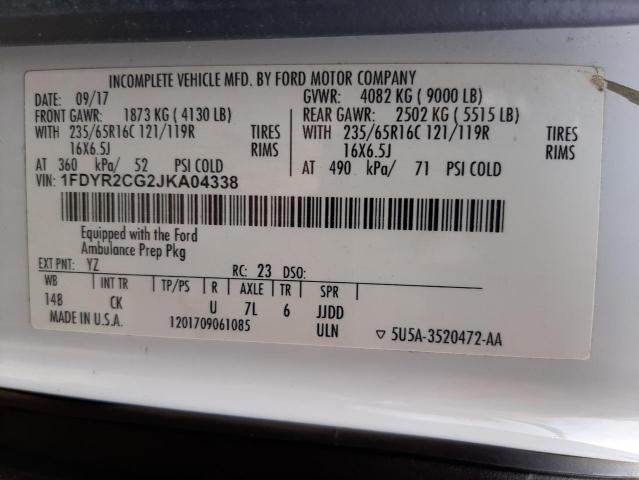 INCOMPLETE VEHICLE MFD. BY FORD MOTOR COMPANY
DATE: 09/17 GVWR: 4082 KG ( 9000 LB)
FRONT GAWR: 1873 KG ( 4130 LB) REAR GAWR: 2502 KG ( 5515 LB)
WITH 235/65R16C 121/119R TIRES WITH 235/65R16C 121/119R TIRES
16X6.5J RIMS 16X6.5J RIMS
AT 360 kPa/ 52 PSI COLD AT 490 kPa/ 71 PSI COLD
VIN: 1FDYR2CG2JKA04338
Equipped with the Ford
Ambulance Prep Pkg
EXT PNT: YZ RC: 23 DSO:
WB INT TR TP/PS R AXLE TR SPR
148 CK U 7L 6 JJDD
MADE IN U.S.A. 1201709061085 ULN ▽ 5U5A-3520472-AA